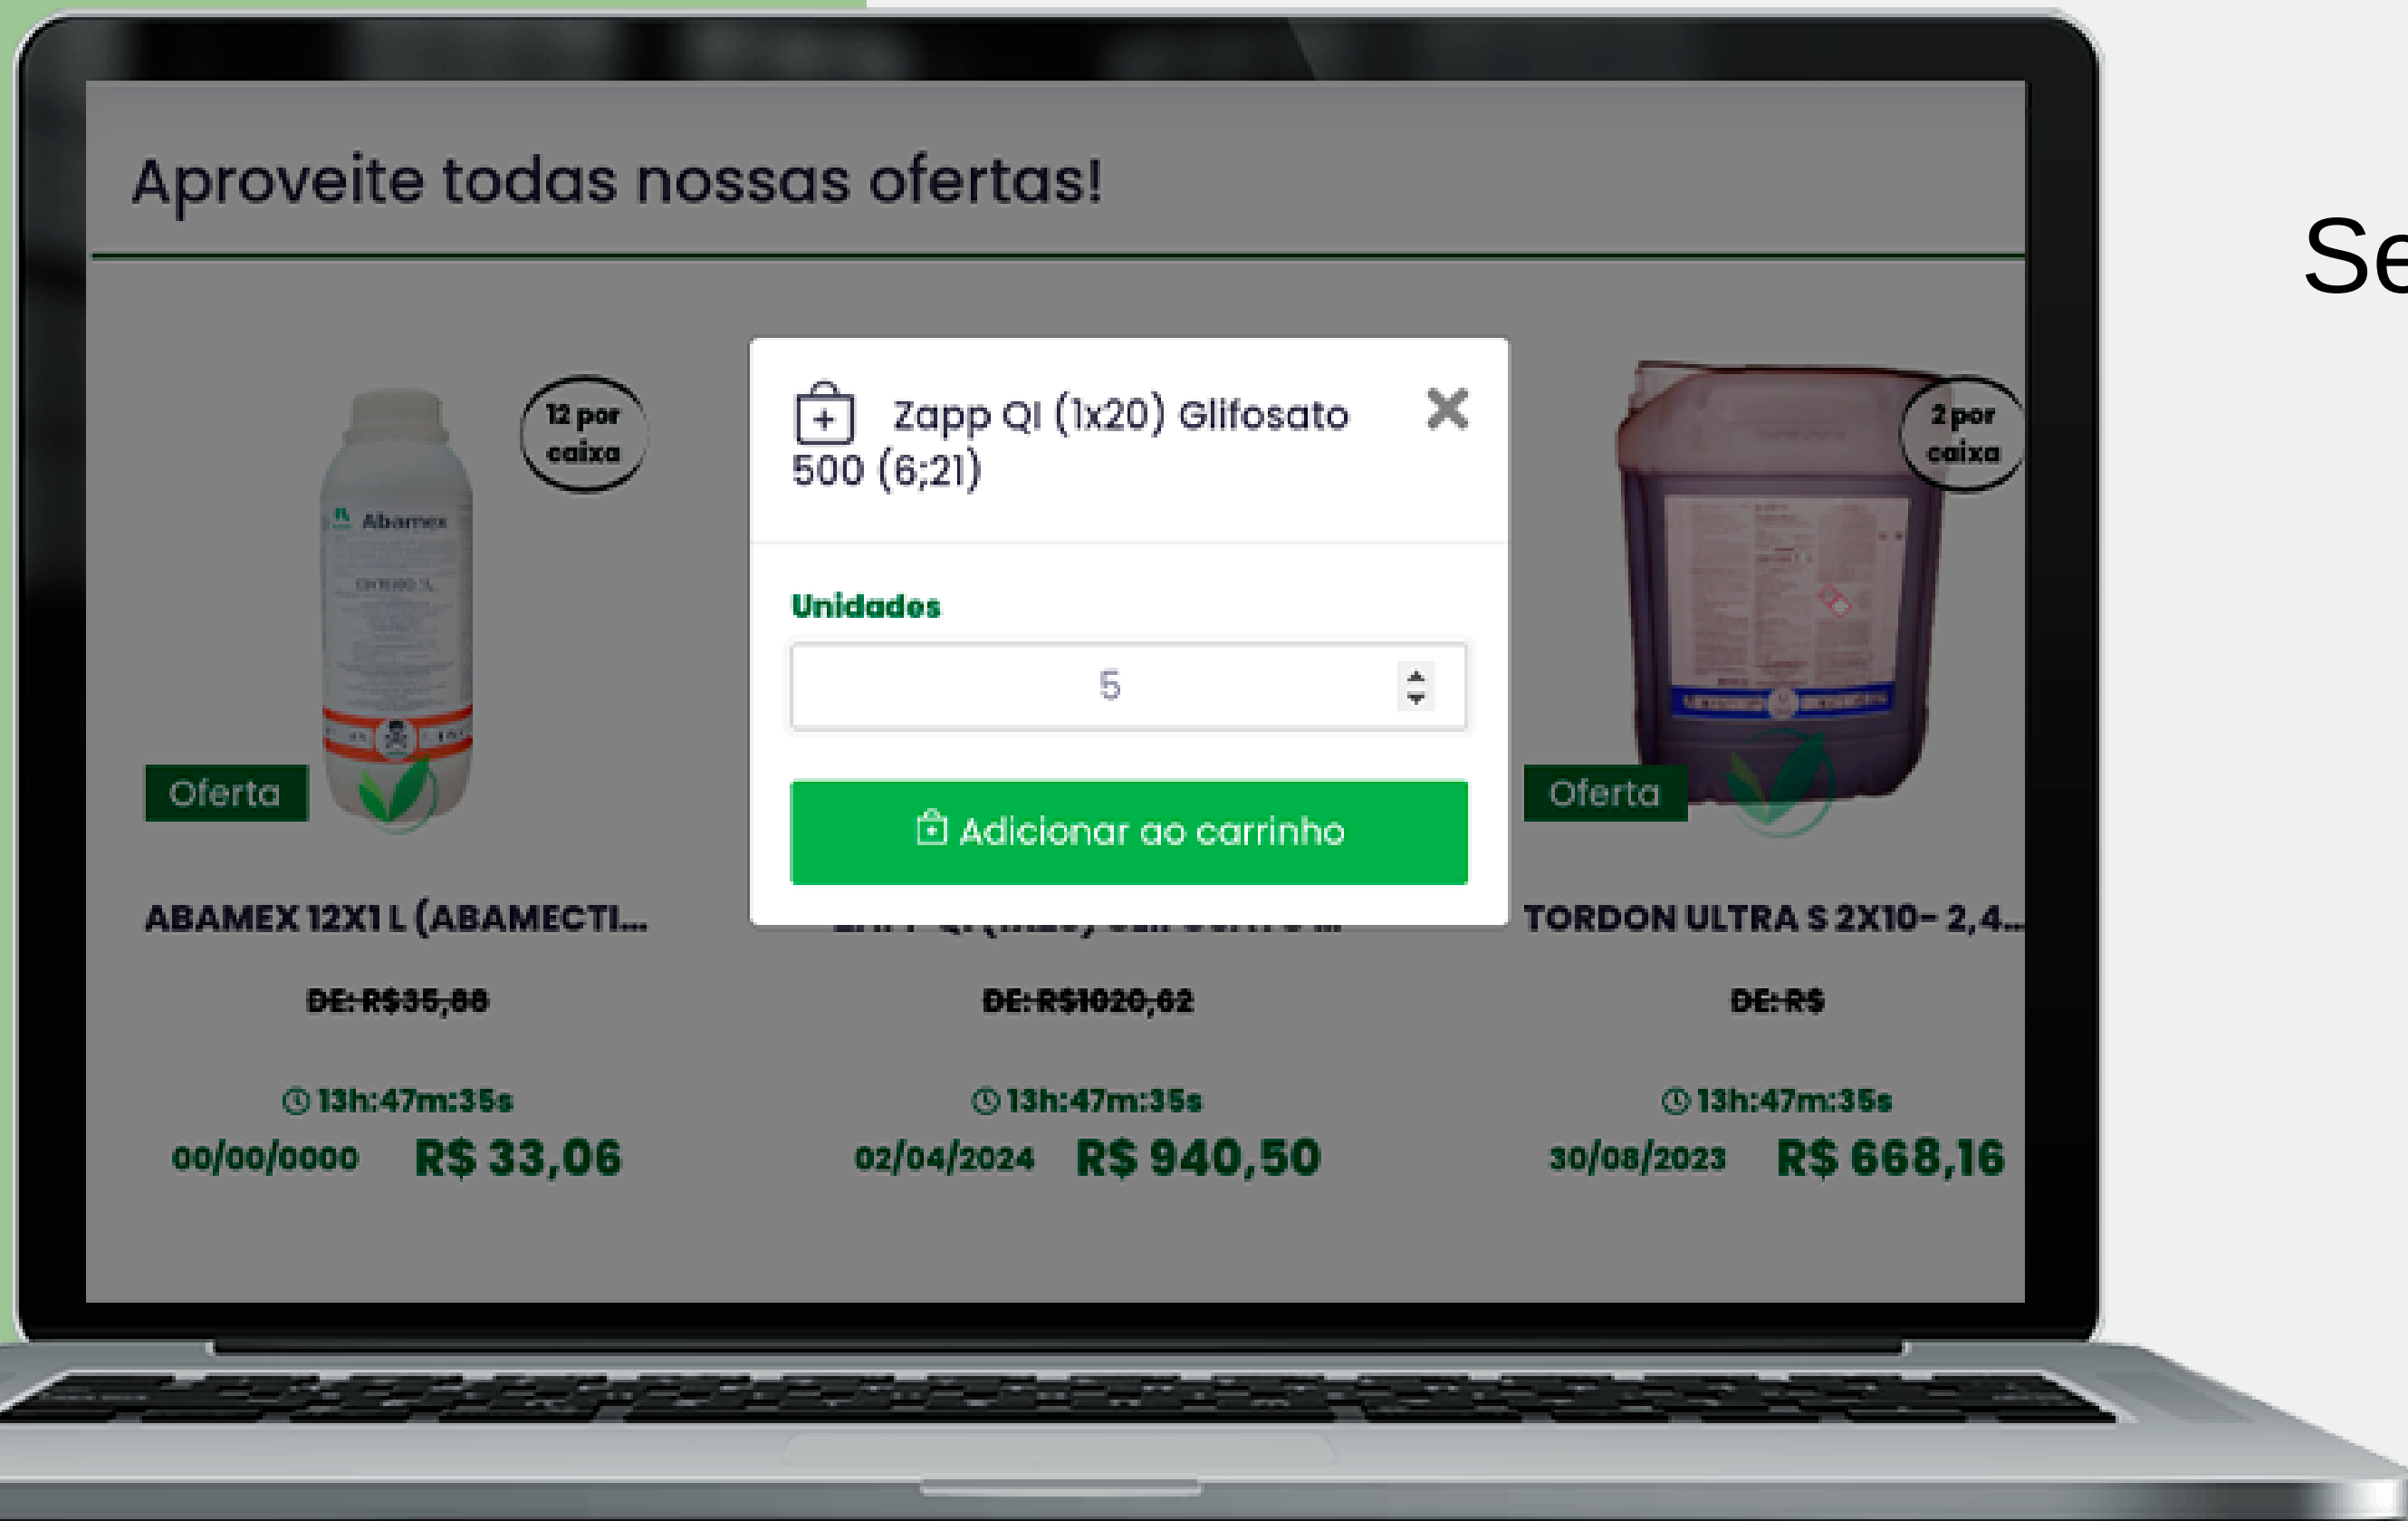 Aproveite todas nossas ofertas!
Se
12 por
caixa
2 por
caixa
Zapp QI (1x20) Glifosato
500 (6;21)
Abamex
Unidades
5
Oferta
Oferta
Adicionar ao carrinho
ABAMEX 12X1 L (ABAMECTI...
TORDON ULTRA S 2X10- 2,4...
DE: R$35,88
DE: R$1020,62
DE: R$
13h:47m:35s
13h:47m:35s
13h:47m:35s
00/00/0000 R$ 33,06
02/04/2024 R$ 940,50
30/08/2023 R$ 668,16